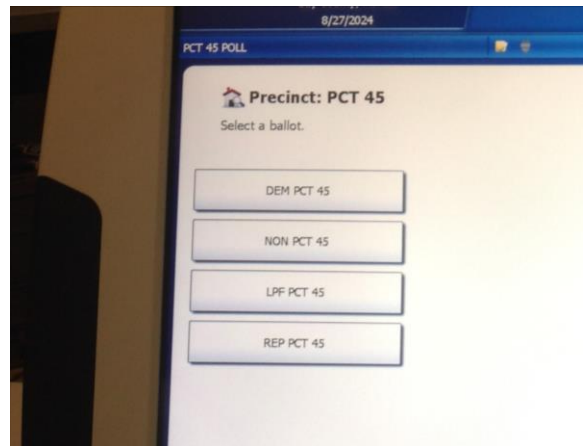 8/27/2024
PCT 45 POLL
Precinct: PCT 45
Select a ballot.
DEM PCT 45
NON PCT 45
LPF PCT 45
REP PCT 45